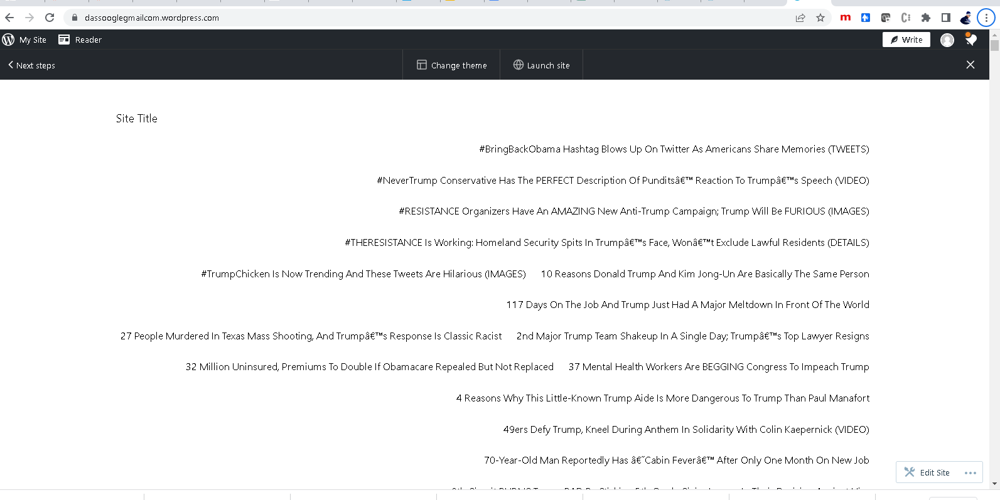 dassooglegmailcom.wordpress.com
m
My Site Reader Write
Next steps Change theme Launch site
Site Title
#BringBackObama Hashtag Blows Up On Twitter As Americans Share Memories (TWEETS)
#NeverTrump Conservative Has The PERFECT Description Of Punditsâ€™ Reaction To Trumpâ€™s Speech (VIDEO)
#RESISTANCE Organizers Have An AMAZING New Anti-Trump Campaign; Trump Will Be FURIOUS (IMAGES)
#THERESISTANCE Is Working: Homeland Security Spits In Trumpâ€™s Face, Wonâ€™t Exclude Lawful Residents (DETAILS)
#TrumpChicken Is Now Trending And These Tweets Are Hilarious (IMAGES) 10 Reasons Donald Trump And Kim Jong-Un Are Basically The Same Person
117 Days On The Job And Trump Just Had A Major Meltdown In Front Of The World
27 People Murdered In Texas Mass Shooting, And Trumpâ€™s Response Is Classic Racist 2nd Major Trump Team Shakeup In A Single Day; Trumpâ€™s Top Lawyer Resigns
32 Million Uninsured, Premiums To Double If Obamacare Repealed But Not Replaced 37 Mental Health Workers Are BEGGING Congress To Impeach Trump
4 Reasons Why This Little-Known Trump Aide Is More Dangerous To Trump Than Paul Manafort
49ers Defy Trump, Kneel During Anthem In Solidarity With Colin Kaepernick (VIDEO)
70-Year-Old Man Reportedly Has â€˜Cabin Feverâ€™ After Only One Month On New Job
Edit Site